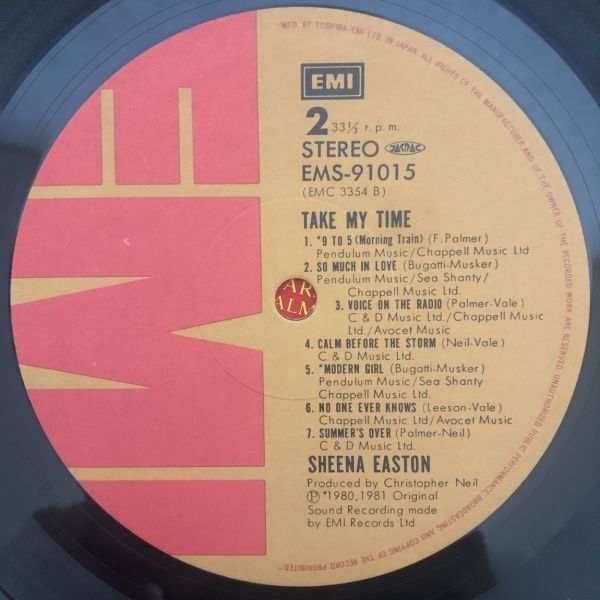 "MFD. BY TOSHIBA-EMI LTD. IN JAPAN. ALL RIGHTS OF THE MANUFACTURER AND OF THE OWNER OF THE RECORDED WORK ARE RESERVED. UNAUTHORIZED PUBLIC PERFORMANCE, BROADCASTING AND COPYING OF THE RECORD PROHIBITED"
EMI
EMI
2 33⅓ r.p.m.
STEREO JASRAC
EMS-91015
(EMC 3354 B)
TAKE MY TIME
1. *9 TO 5 (Morning Train) (F. Palmer)
Pendulum Music/Chappell Music Ltd
2. SO MUCH IN LOVE (Bugatti-Musker)
Pendulum Music/Sea Shanty/
Chappell Music Ltd.
3. VOICE ON THE RADIO (Palmer-Vale)
C & D Music Ltd./Chappell Music
Ltd./Avocet Music
4. CALM BEFORE THE STORM (Neil-Vale)
C & D Music Ltd.
5. *MODERN GIRL (Bugatti-Musker)
Pendulum Music/Sea Shanty
Chappell Music Ltd.
6. NO ONE EVER KNOWS (Leeson-Vale)
Chappell Music Ltd/Avocet Music
7. SUMMER'S OVER (Palmer-Neil)
C & D Music Ltd.
SHEENA EASTON
Produced by Christopher Neil
Ⓟ *1980, 1981 Original
Sound Recording made
by EMI Records Ltd
AR
ALM